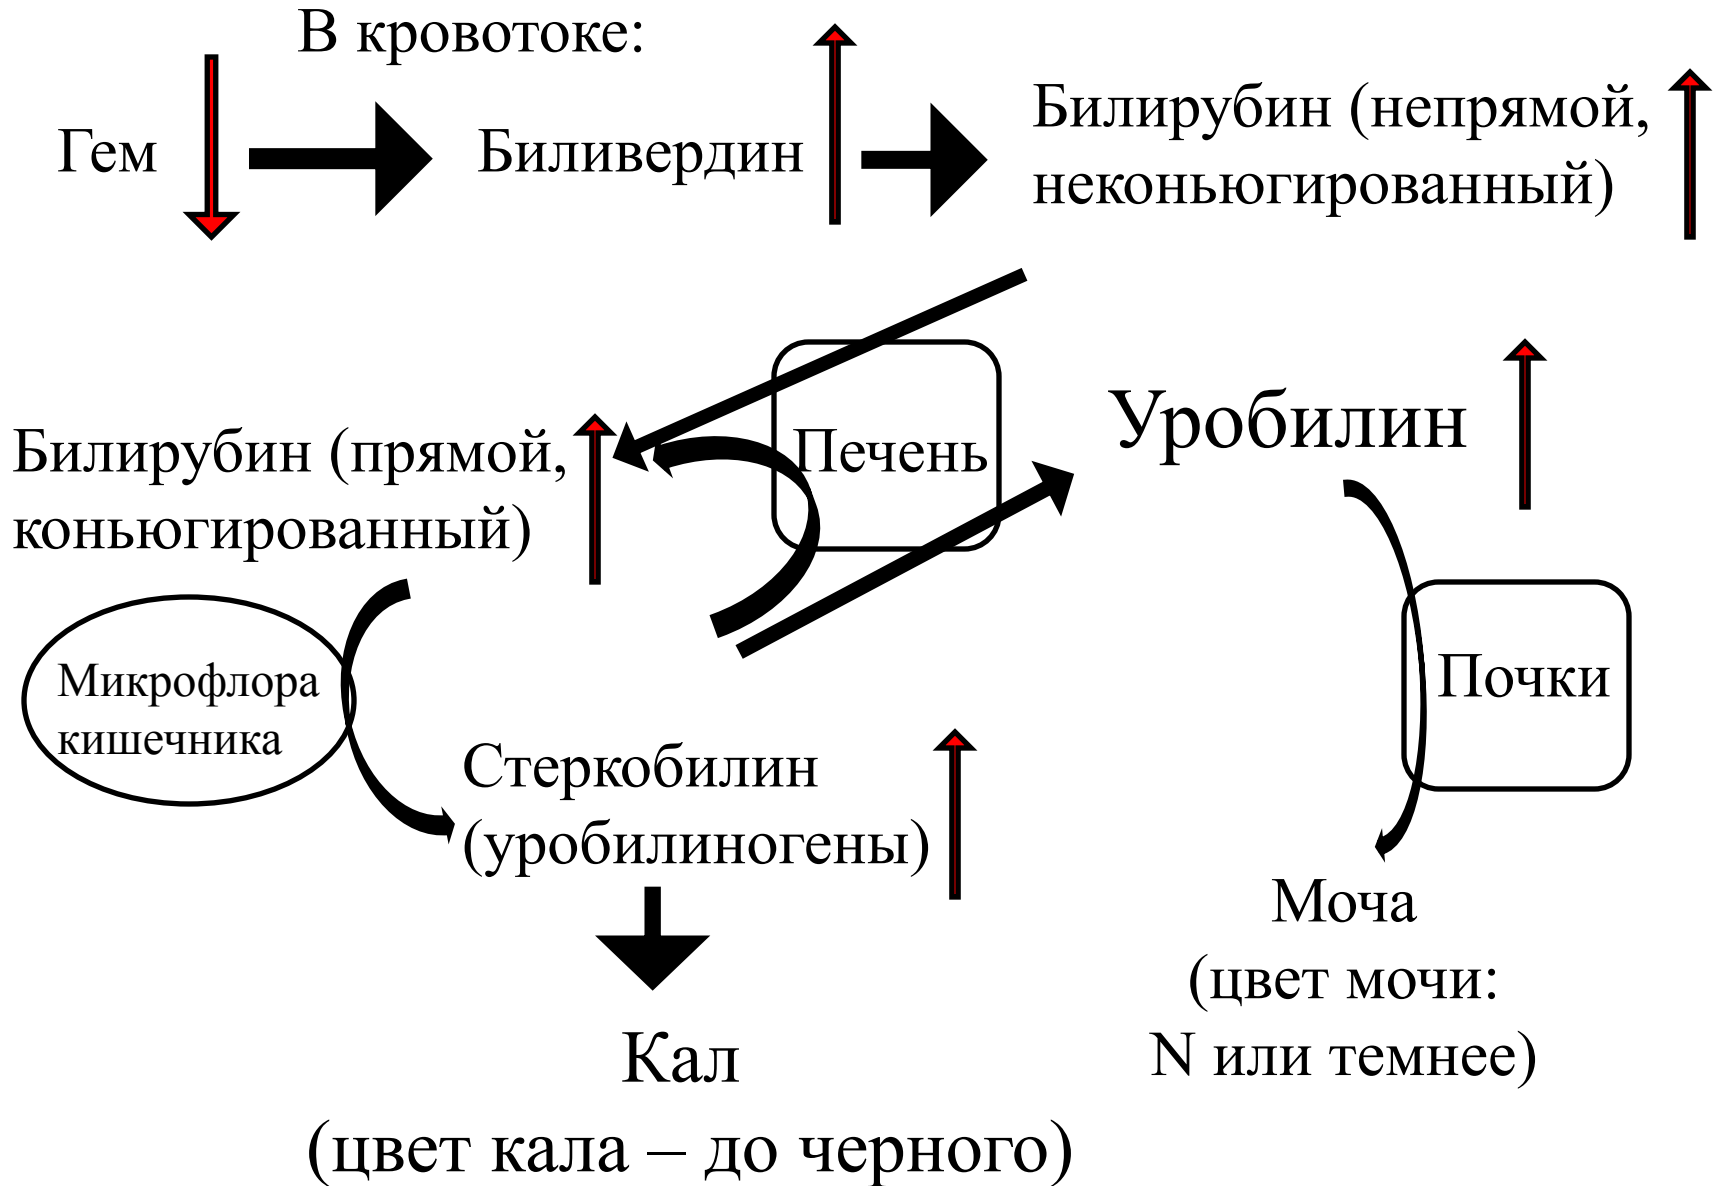 В кровотоке:
Гем
Биливердин
Билирубин (непрямой,
неконьюгированный)
Билирубин (прямой,
коньюгированный)
Печень
Уробилин
Микрофлора
кишечника
Почки
Стеркобилин
(уробилиногены)
Моча
(цвет мочи:
N или темнее)
Кал
(цвет кала – до черного)